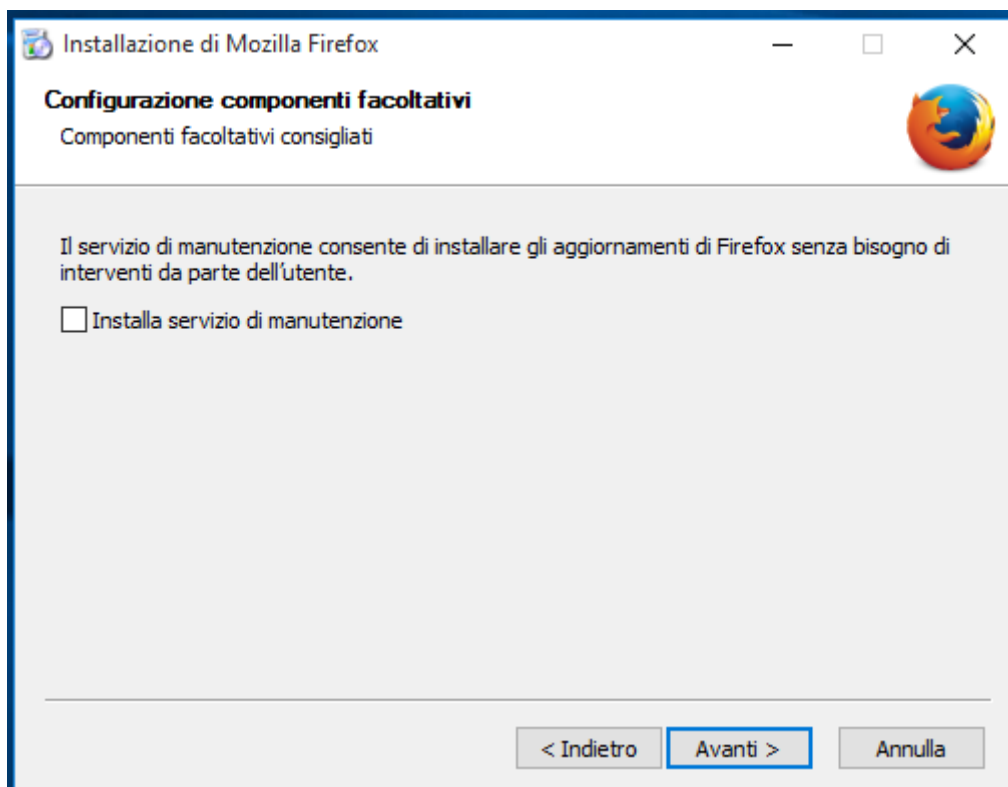 Installazione di Mozilla Firefox
Configurazione componenti facoltativi
Componenti facoltativi consigliati
Il servizio di manutenzione consente di installare gli aggiornamenti di Firefox senza bisogno di
interventi da parte dell'utente.
Installa servizio di manutenzione
< Indietro
Avanti >
Annulla